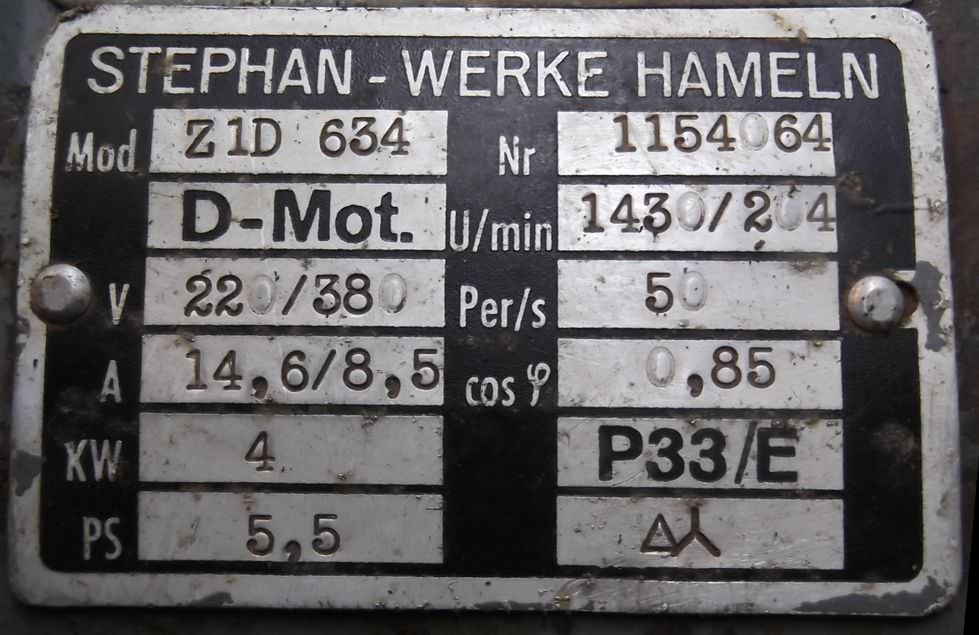 STEPHAN - WERKE HAMELN
Mod Z1D 634 Nr 1154064
D-Mot. U/min 1430/204
V 220/380 Per/s 50
A 14,6/8,5 cos φ 0,85
KW 4 P33/E
PS 5,5 Δ⅄